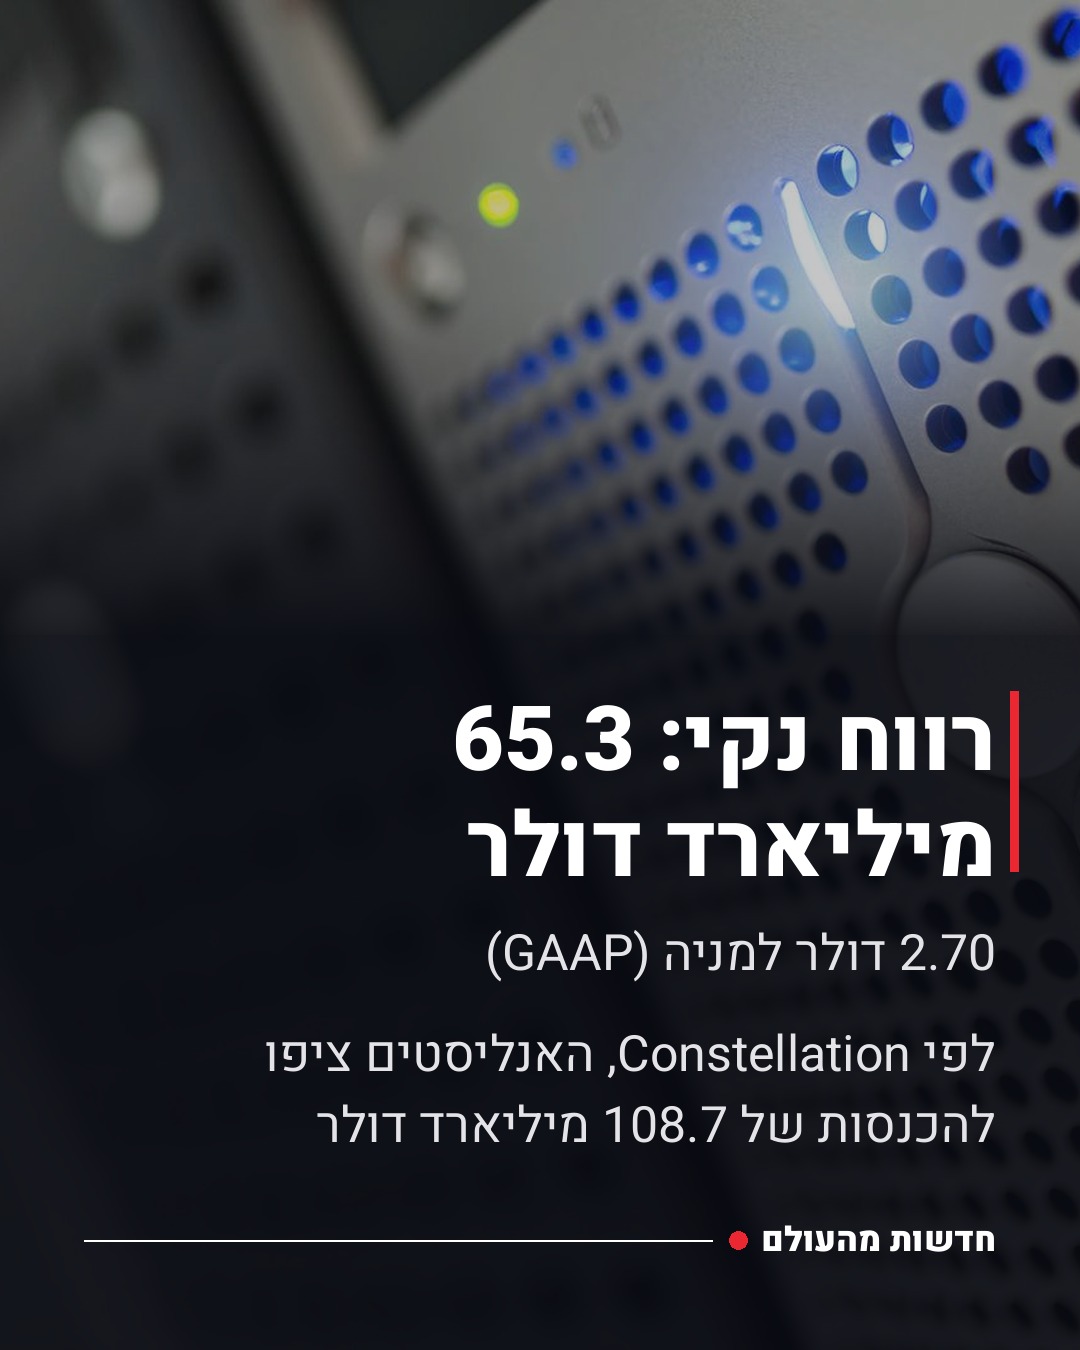 רווח נקי: 65.3
מיליארד דולר
2.70 דולר למניה (GAAP)
לפי Constellation, האנליסטים ציפו
להכנסות של 108.7 מיליארד דולר
חדשות מהעולם